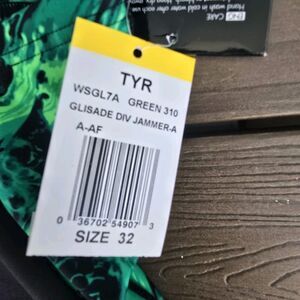 ENG CARE
Hand wash in cold water after each use
TYR
WSGL7A GREEN 310
GLISADE DIV JAMMER-A
A-AF
0 36702 54907 3
SIZE 32